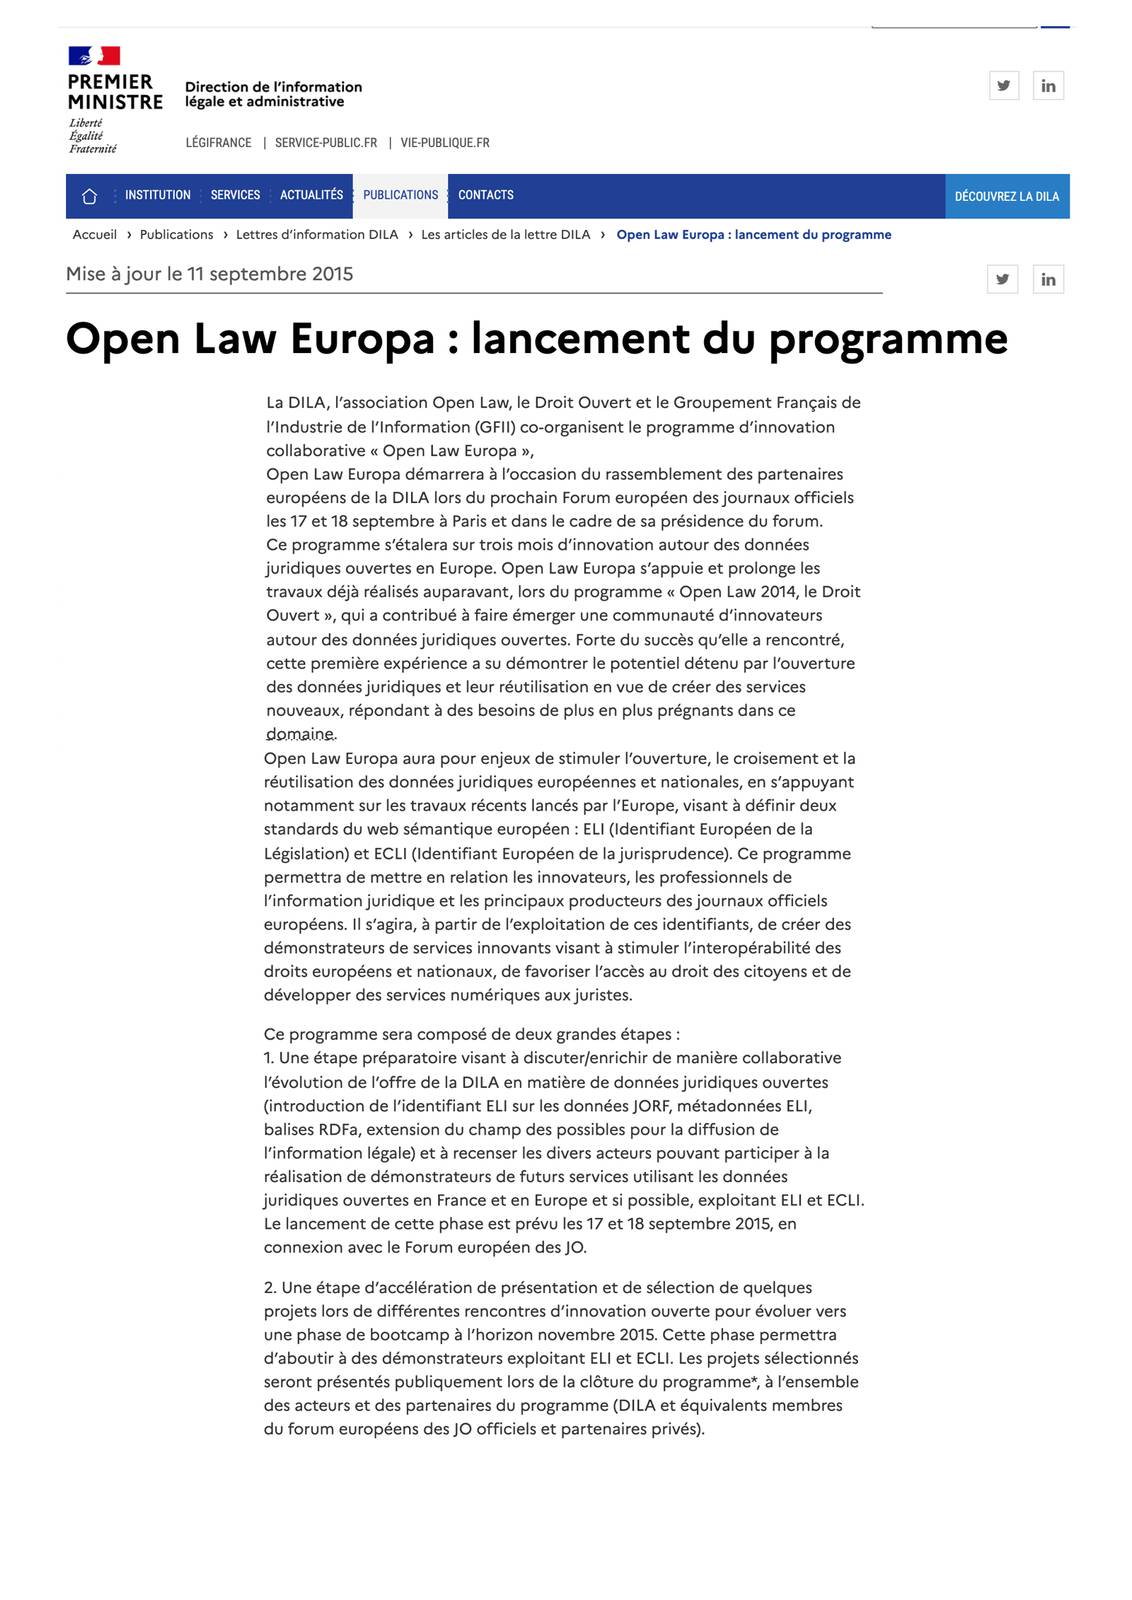 PREMIER
MINISTRE
Liberté
Égalité
Fraternité
Direction de l’information
légale et administrative
LÉGIFRANCE | SERVICE-PUBLIC.FR | VIE-PUBLIQUE.FR
INSTITUTION SERVICES ACTUALITÉS PUBLICATIONS CONTACTS DÉCOUVREZ LA DILA
Accueil › Publications › Lettres d’information DILA › Les articles de la lettre DILA › Open Law Europa : lancement du programme
Mise à jour le 11 septembre 2015
Open Law Europa : lancement du programme
La DILA, l’association Open Law, le Droit Ouvert et le Groupement Français de
l’Industrie de l’Information (GFII) co-organisent le programme d’innovation
collaborative « Open Law Europa »,
Open Law Europa démarrera à l’occasion du rassemblement des partenaires
européens de la DILA lors du prochain Forum européen des journaux officiels
les 17 et 18 septembre à Paris et dans le cadre de sa présidence du forum.
Ce programme s’étalera sur trois mois d’innovation autour des données
juridiques ouvertes en Europe. Open Law Europa s’appuie et prolonge les
travaux déjà réalisés auparavant, lors du programme « Open Law 2014, le Droit
Ouvert », qui a contribué à faire émerger une communauté d’innovateurs
autour des données juridiques ouvertes. Forte du succès qu’elle a rencontré,
cette première expérience a su démontrer le potentiel détenu par l’ouverture
des données juridiques et leur réutilisation en vue de créer des services
nouveaux, répondant à des besoins de plus en plus prégnants dans ce
domaine.
Open Law Europa aura pour enjeux de stimuler l’ouverture, le croisement et la
réutilisation des données juridiques européennes et nationales, en s’appuyant
notamment sur les travaux récents lancés par l’Europe, visant à définir deux
standards du web sémantique européen : ELI (Identifiant Européen de la
Législation) et ECLI (Identifiant Européen de la jurisprudence). Ce programme
permettra de mettre en relation les innovateurs, les professionnels de
l’information juridique et les principaux producteurs des journaux officiels
européens. Il s’agira, à partir de l’exploitation de ces identifiants, de créer des
démonstrateurs de services innovants visant à stimuler l’interopérabilité des
droits européens et nationaux, de favoriser l’accès au droit des citoyens et de
développer des services numériques aux juristes.
Ce programme sera composé de deux grandes étapes :
1. Une étape préparatoire visant à discuter/enrichir de manière collaborative
l’évolution de l’offre de la DILA en matière de données juridiques ouvertes
(introduction de l’identifiant ELI sur les données JORF, métadonnées ELI,
balises RDFa, extension du champ des possibles pour la diffusion de
l’information légale) et à recenser les divers acteurs pouvant participer à la
réalisation de démonstrateurs de futurs services utilisant les données
juridiques ouvertes en France et en Europe et si possible, exploitant ELI et ECLI.
Le lancement de cette phase est prévu les 17 et 18 septembre 2015, en
connexion avec le Forum européen des JO.
2. Une étape d’accélération de présentation et de sélection de quelques
projets lors de différentes rencontres d’innovation ouverte pour évoluer vers
une phase de bootcamp à l’horizon novembre 2015. Cette phase permettra
d’aboutir à des démonstrateurs exploitant ELI et ECLI. Les projets sélectionnés
seront présentés publiquement lors de la clôture du programme*, à l’ensemble
des acteurs et des partenaires du programme (DILA et équivalents membres
du forum européens des JO officiels et partenaires privés).